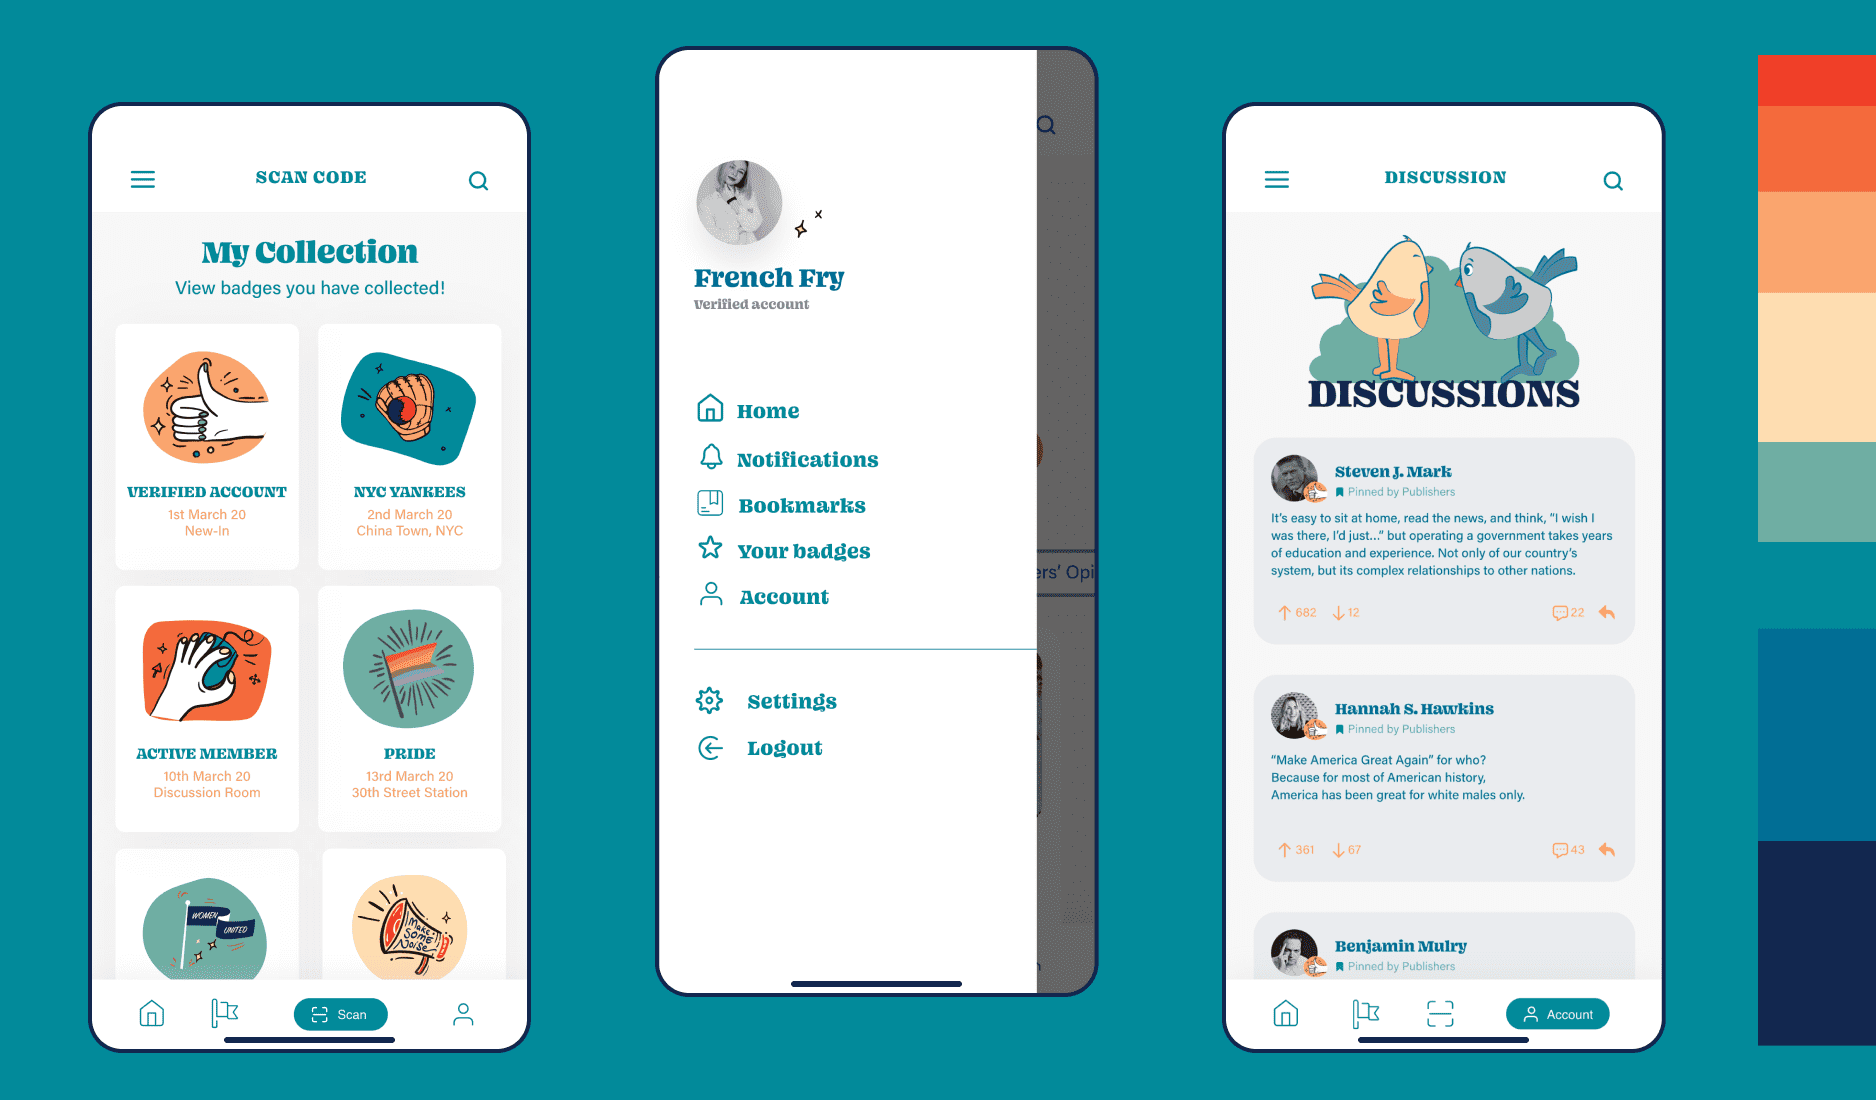 SCAN CODE
My Collection
View badges you have collected!
VERIFIED ACCOUNT
1st March 20
New-In
NYC YANKEES
2nd March 20
China Town, NYC
ACTIVE MEMBER
10th March 20
Discussion Room
PRIDE
13rd March 20
30th Street Station
WOMEN
UNITED
MAKE
SOME
NOISE
Scan
French Fry
Verified account
Home
Notifications
Bookmarks
Your badges
Account
Settings
Logout
ers’ Opi
n
DISCUSSION
DISCUSSIONS
Steven J. Mark
Pinned by Publishers
It’s easy to sit at home, read the news, and think, “I wish I
was there, I’d just...” but operating a government takes years
of education and experience. Not only of our country’s
system, but its complex relationships to other nations.
682 12 22
Hannah S. Hawkins
Pinned by Publishers
“Make America Great Again” for who?
Because for most of American history,
America has been great for white males only.
361 67 43
Benjamin Mulry
Pinned by Publishers
Account